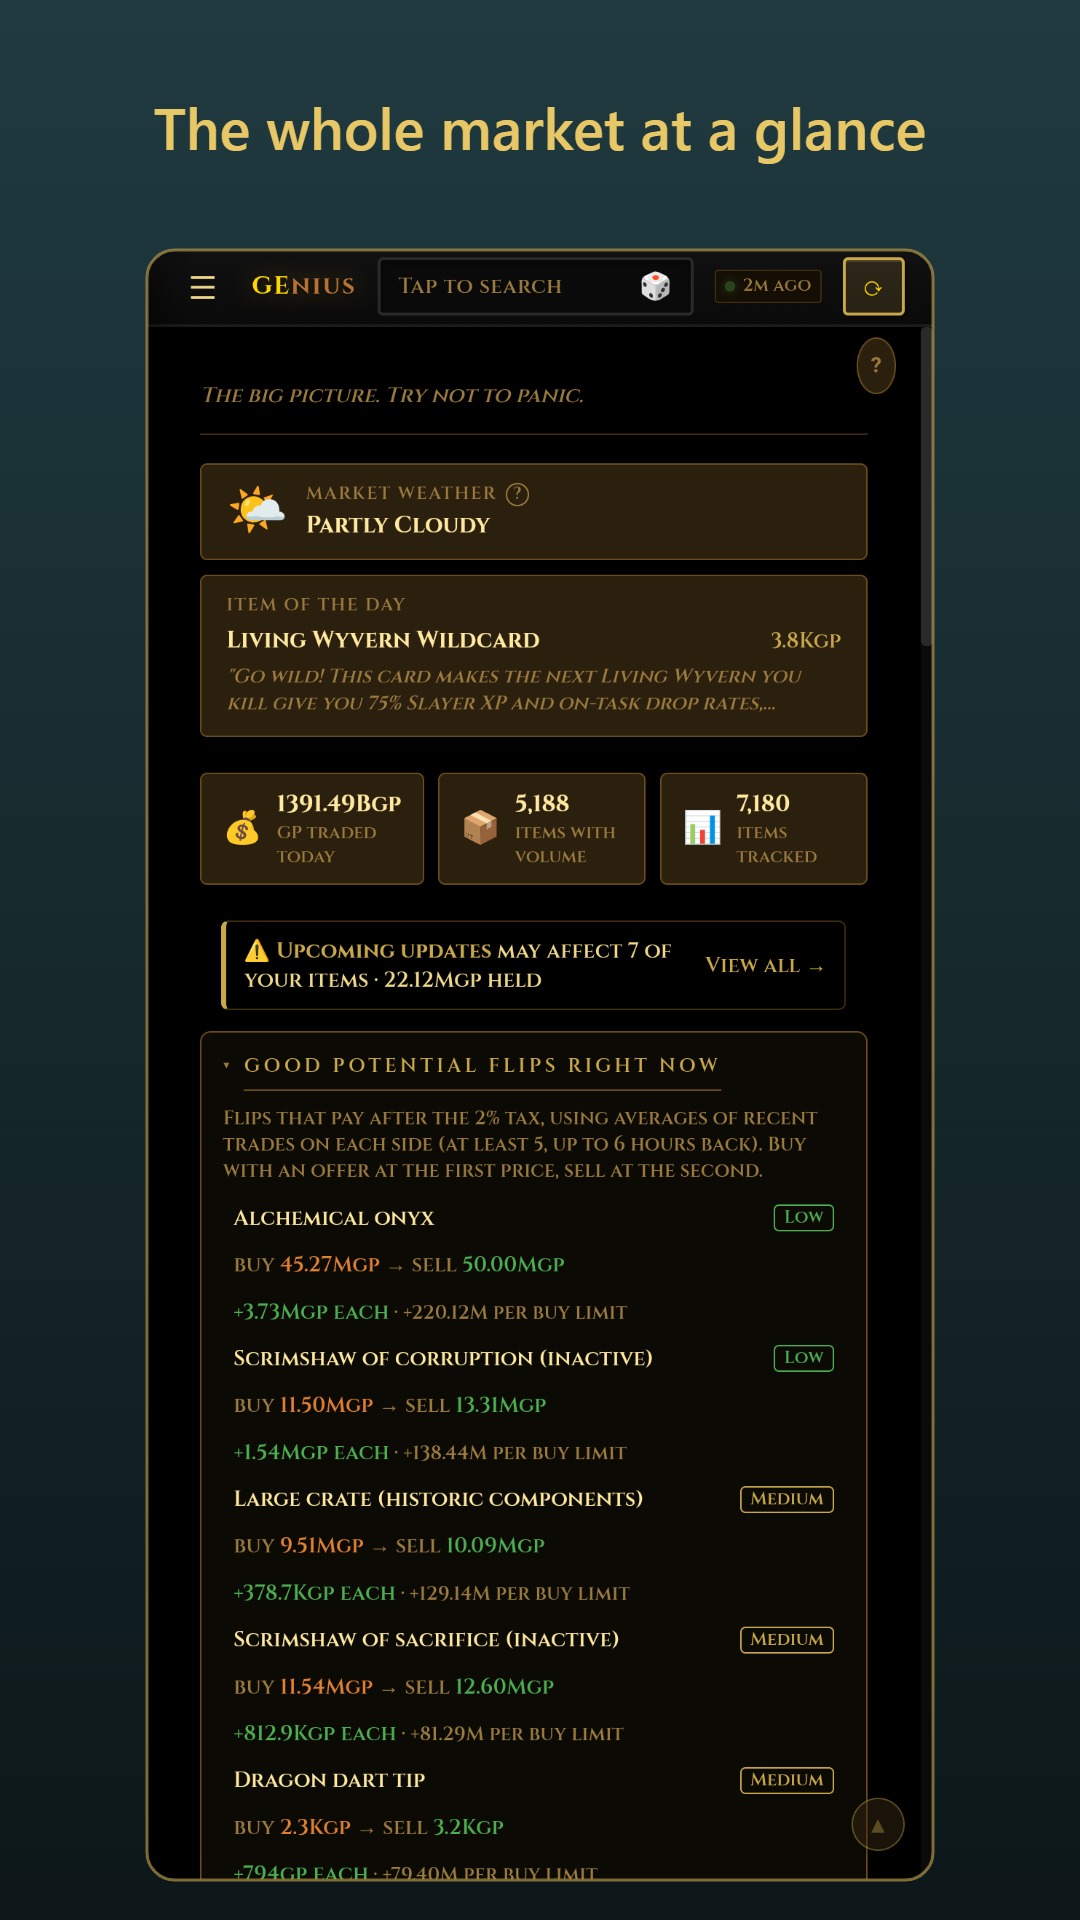 The whole market at a glance
☰ GENIUS Tap to search 2m ago ⟳
?
The big picture. Try not to panic.
Market Weather ?
Partly Cloudy
Item of the Day
Living Wyvern Wildcard 3.8Kgp
"Go wild! This card makes the next Living Wyvern you
kill give you 75% Slayer XP and on-task drop rates,...
1391.49Bgp
GP traded
today
5,188
items with
volume
7,180
items
tracked
⚠️ Upcoming updates may affect 7 of
your items · 22.12Mgp held
View all →
▾ Good potential flips right now
Flips that pay after the 2% tax, using averages of recent
trades on each side (at least 5, up to 6 hours back). Buy
with an offer at the first price, sell at the second.
Alchemical onyx Low
buy 45.27Mgp → sell 50.00Mgp
+3.73Mgp each · +220.12M per buy limit
Scrimshaw of corruption (inactive) Low
buy 11.50Mgp → sell 13.31Mgp
+1.54Mgp each · +138.44M per buy limit
Large crate (historic components) Medium
buy 9.51Mgp → sell 10.09Mgp
+378.7Kgp each · +129.14M per buy limit
Scrimshaw of sacrifice (inactive) Medium
buy 11.54Mgp → sell 12.60Mgp
+812.9Kgp each · +81.29M per buy limit
Dragon dart tip Medium
buy 2.3Kgp → sell 3.2Kgp
▲
+794gp each · +79.40M per buy limit